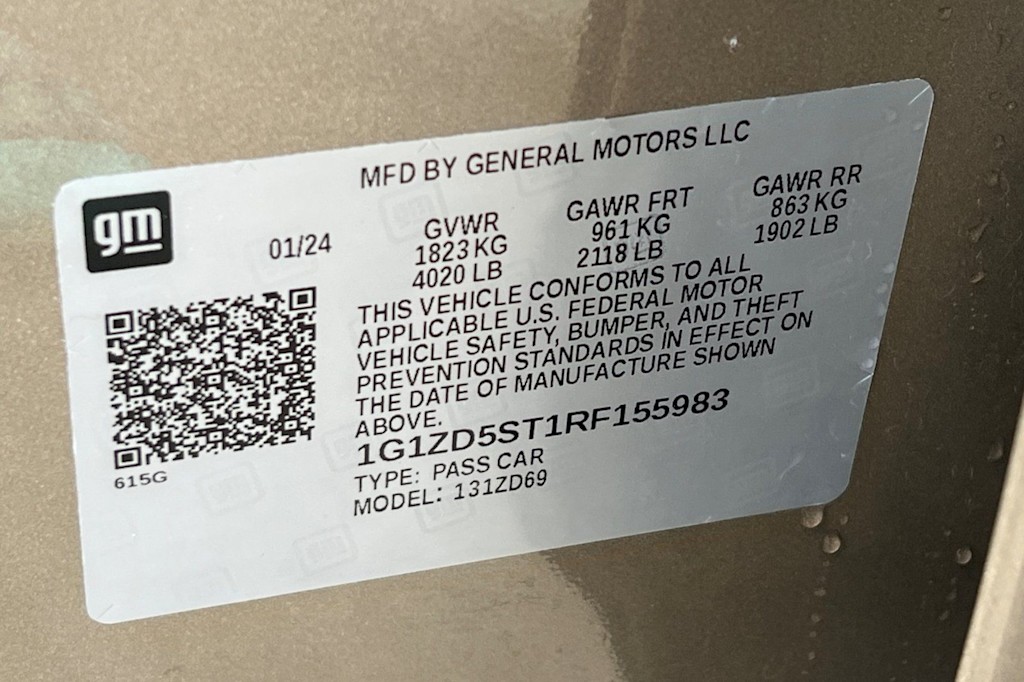 MFD BY GENERAL MOTORS LLC
gm
01/24
GVWR
1823 KG
4020 LB
GAWR FRT
961 KG
2118 LB
GAWR RR
863 KG
1902 LB
THIS VEHICLE CONFORMS TO ALL
APPLICABLE U.S. FEDERAL MOTOR
VEHICLE SAFETY, BUMPER, AND THEFT
PREVENTION STANDARDS IN EFFECT ON
THE DATE OF MANUFACTURE SHOWN
ABOVE.
1G1ZD5ST1RF155983
TYPE: PASS CAR
MODEL: 131ZD69
615G